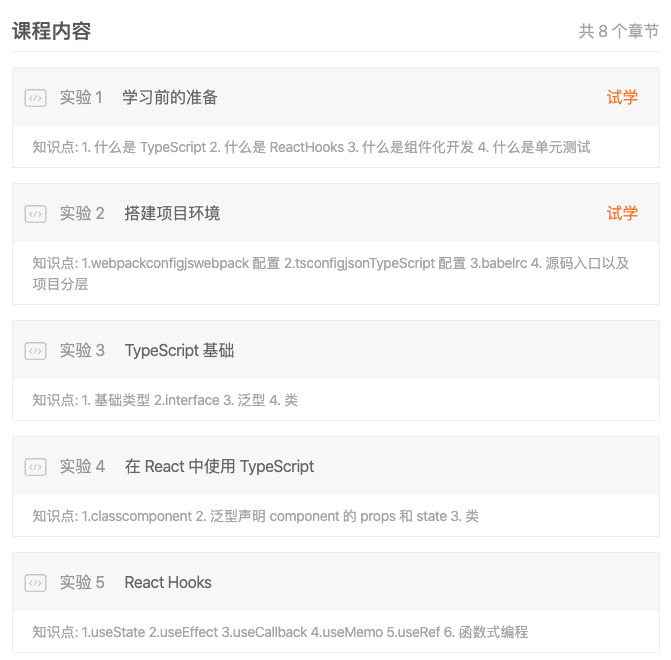 课程内容 共 8 个章节
实验 1 学习前的准备 试学
知识点: 1. 什么是 TypeScript 2. 什么是 ReactHooks 3. 什么是组件化开发 4. 什么是单元测试
实验 2 搭建项目环境 试学
知识点: 1.webpackconfigjswebpack 配置 2.tsconfigjsonTypeScript 配置 3.babelrc 4. 源码入口以及
项目分层
实验 3 TypeScript 基础
知识点: 1. 基础类型 2.interface 3. 泛型 4. 类
实验 4 在 React 中使用 TypeScript
知识点: 1.classcomponent 2. 泛型声明 component 的 props 和 state 3. 类
实验 5 React Hooks
知识点: 1.useState 2.useEffect 3.useCallback 4.useMemo 5.useRef 6. 函数式编程